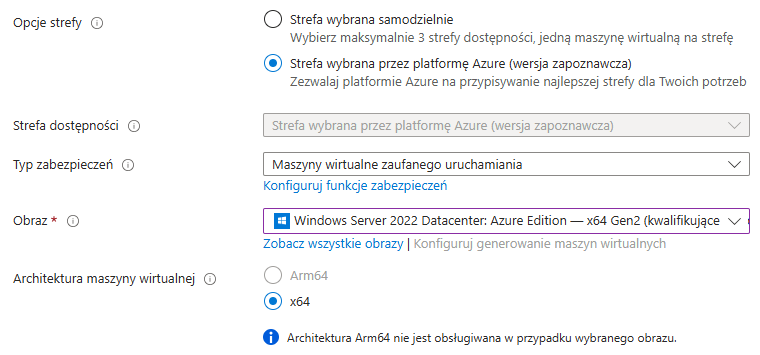 Opcje strefy
Strefa wybrana samodzielnie
Wybierz maksymalnie 3 strefy dostępności, jedną maszynę wirtualną na strefę
Strefa wybrana przez platformę Azure (wersja zapoznawcza)
Zezwalaj platformie Azure na przypisywanie najlepszej strefy dla Twoich potrzeb
Strefa dostępności
Strefa wybrana przez platformę Azure (wersja zapoznawcza)
Typ zabezpieczeń
Maszyny wirtualne zaufanego uruchamiania
Konfiguruj funkcje zabezpieczeń
Obraz *
Windows Server 2022 Datacenter: Azure Edition — x64 Gen2 (kwalifikujące
Zobacz wszystkie obrazy | Konfiguruj generowanie maszyn wirtualnych
Architektura maszyny wirtualnej
Arm64
x64
Architektura Arm64 nie jest obsługiwana w przypadku wybranego obrazu.